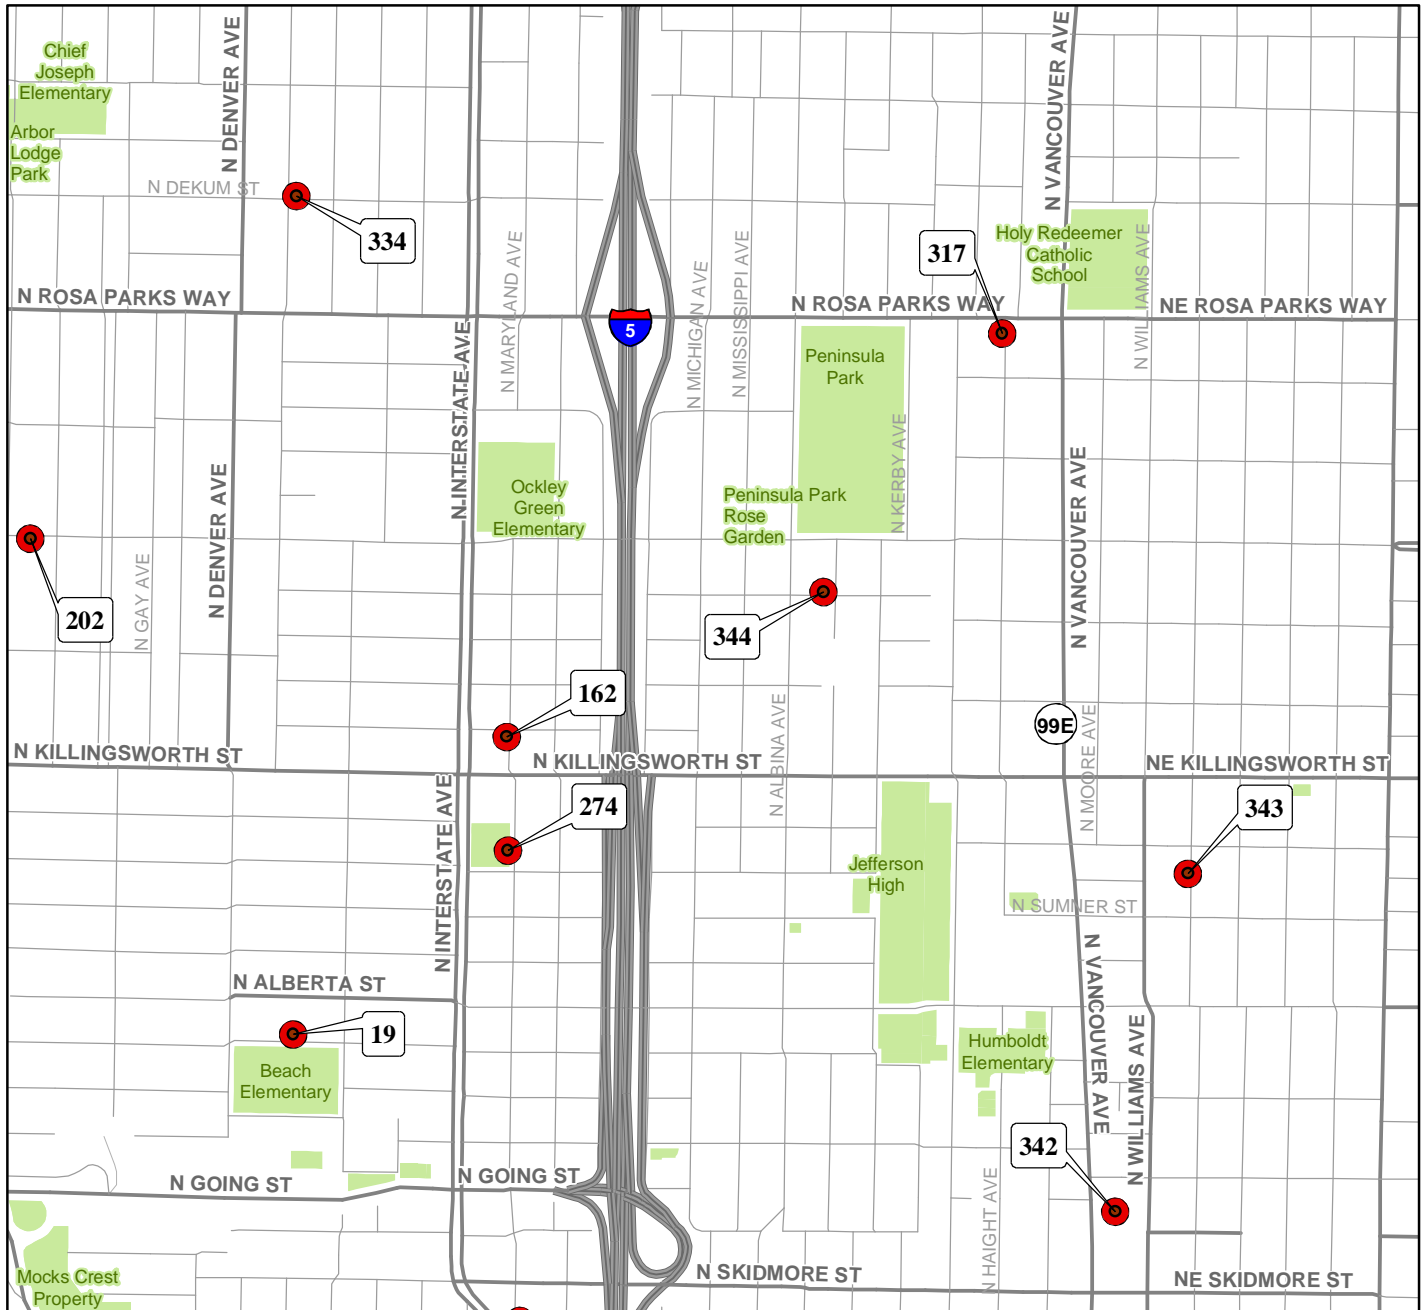 Chief
Joseph
Elementary
Arbor
Lodge
Park
N DENVER AVE
N VANCOUVER AVE
N DEKUM ST
334
317
Holy Redeemer
Catholic
School
N WILLIAMS AVE
N MARYLAND AVE
N MICHIGAN AVE
N MISSISSIPPI AVE
N ROSA PARKS WAY
N ROSA PARKS WAY
NE ROSA PARKS WAY
5
N INTERSTATE AVE
Peninsula
Park
N KERBY AVE
N DENVER AVE
N VANCOUVER AVE
Ockley
Green
Elementary
Peninsula Park
Rose
Garden
N GAY AVE
202
344
162
N ALBINA AVE
99E
N MOORE AVE
N KILLINGSWORTH ST
N KILLINGSWORTH ST
NE KILLINGSWORTH ST
N INTERSTATE AVE
274
343
Jefferson
High
N SUMNER ST
N VANCOUVER AVE
N ALBERTA ST
19
N WILLIAMS AVE
Humboldt
Elementary
Beach
Elementary
342
N HAIGHT AVE
N GOING ST
N GOING ST
N SKIDMORE ST
NE SKIDMORE ST
Mocks Crest
Property